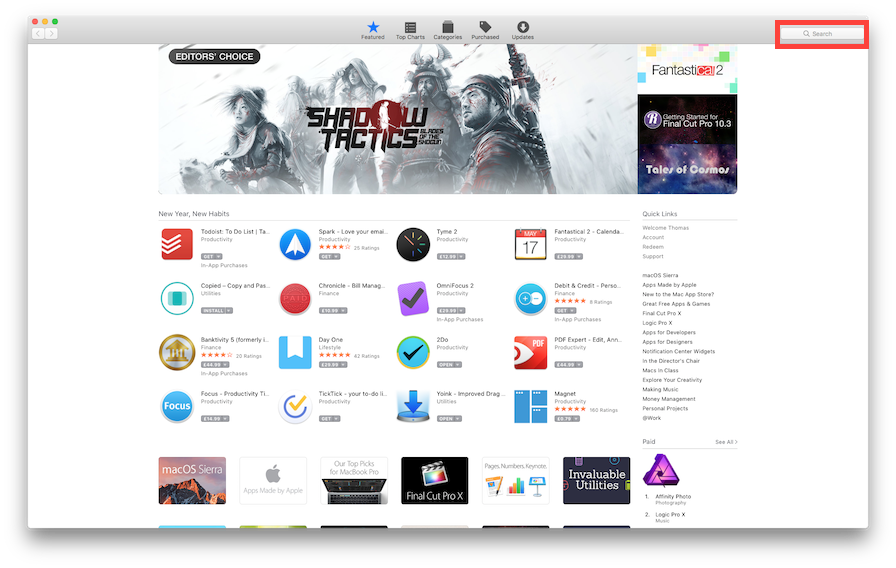 Featured
Top Charts
Categories
Purchased
Updates
Search
EDITORS' CHOICE
SHADOW
TACTICS
BLADES
OF THE
SHOGUN
Fantastical 2
Getting Started for
Final Cut Pro 10.3
Tales of Cosmos
New Year, New Habits
Todoist: To Do List | Ta...
Productivity
GET
In-App Purchases
Spark - Love your emai...
Productivity
25 Ratings
GET
Tyme 2
Productivity
£12.99
MAY
17
Fantastical 2 - Calenda...
Productivity
£39.99
Copied - Copy and Pas...
Utilities
INSTALL
PAID
Chronicle - Bill Manag...
Finance
£10.99
OmniFocus 2
Productivity
£29.99
In-App Purchases
Debit & Credit - Perso...
Finance
8 Ratings
GET
In-App Purchases
Banktivity 5 (formerly i...
Finance
20 Ratings
£44.99
In-App Purchases
Day One
Lifestyle
42 Ratings
£29.99
2Do
Productivity
OPEN
PDF
PDF Expert - Edit, Ann...
Productivity
£44.99
Focus
Focus - Productivity Ti...
Productivity
£14.99
TickTick - your to-do li...
Productivity
GET
Yoink - Improved Drag...
Utilities
OPEN
Magnet
Productivity
160 Ratings
£0.79
macOS Sierra
Apps Made by Apple
Our Top Picks
for MacBook Pro
Final Cut Pro X
Pages, Numbers, Keynote.
Invaluable
Utilities
Quick Links
Welcome Thomas
Account
Redeem
Support
macOS Sierra
Apps Made by Apple
New to the Mac App Store?
Great Free Apps & Games
Final Cut Pro X
Logic Pro X
Apps for Developers
Apps for Designers
Notification Center Widgets
In the Director's Chair
Macs In Class
Explore Your Creativity
Making Music
Money Management
Personal Projects
@Work
Paid
See All >
1. Affinity Photo
Photography
2. Logic Pro X
Music